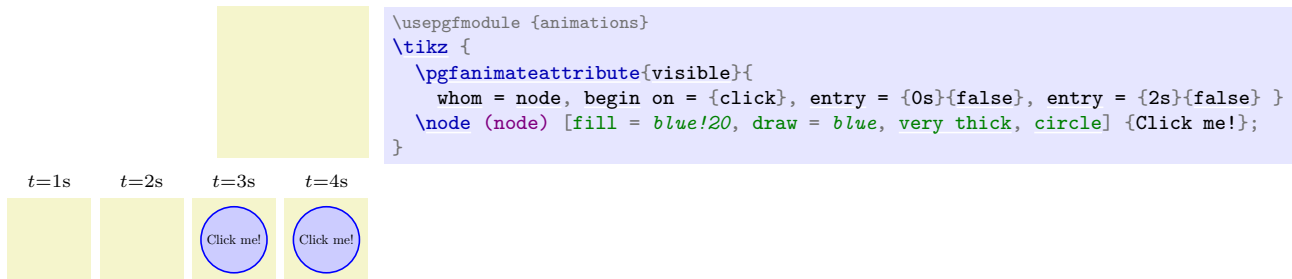 \usepgfmodule {animations}
\tikz {
\pgfanimateattribute{visible}{
whom = node, begin on = {click}, entry = {0s}{false}, entry = {2s}{false} }
\node (node) [fill = blue!20, draw = blue, very thick, circle] {Click me!};
}
t=1s t=2s t=3s t=4s
Click me! Click me!